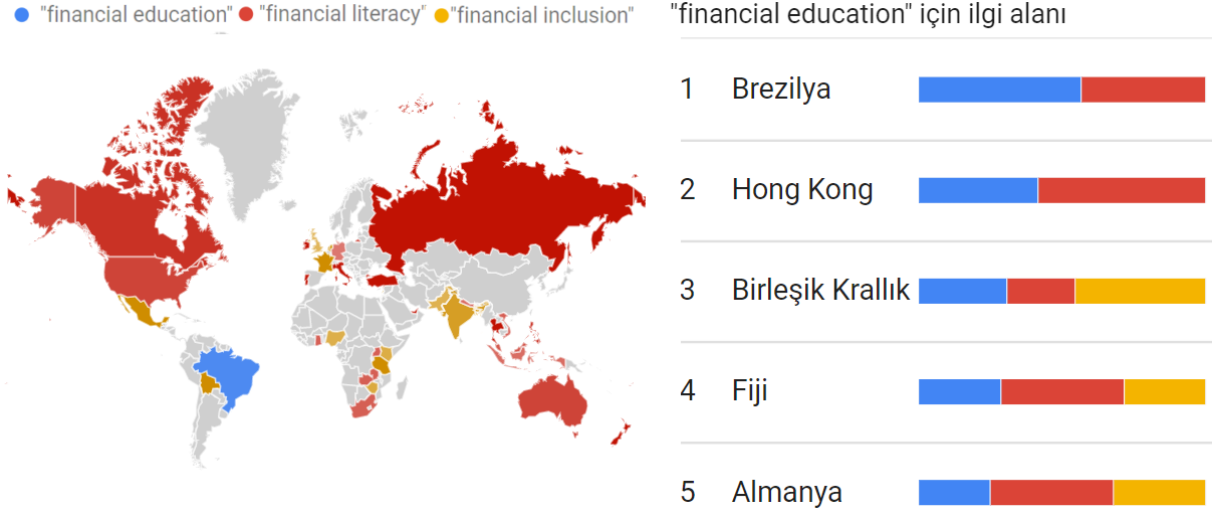 "financial education" "financial literacy" "financial inclusion"
"financial education" için ilgi alanı
1 Brezilya
2 Hong Kong
3 Birleşik Krallık
4 Fiji
5 Almanya